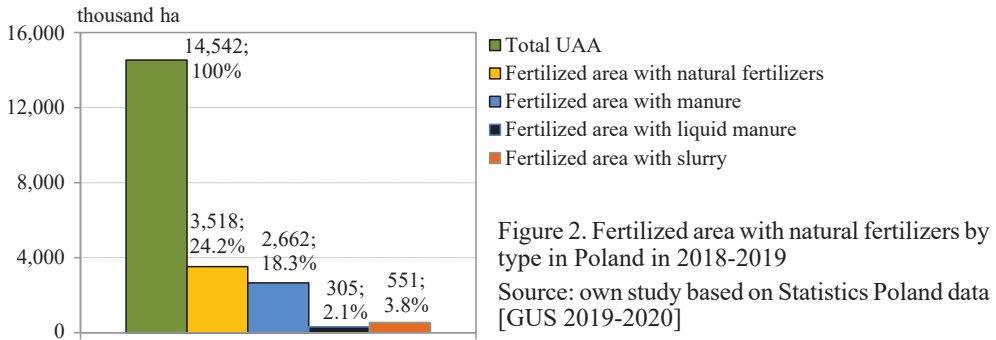 thousand ha
16,000
12,000
8,000
4,000
0
14,542;
100%
3,518;
24.2%
2,662;
18.3%
305;
2.1%
551;
3.8%
Total UAA
Fertilized area with natural fertilizers
Fertilized area with manure
Fertilized area with liquid manure
Fertilized area with slurry
Figure 2. Fertilized area with natural fertilizers by
type in Poland in 2018-2019
Source: own study based on Statistics Poland data
[GUS 2019-2020]